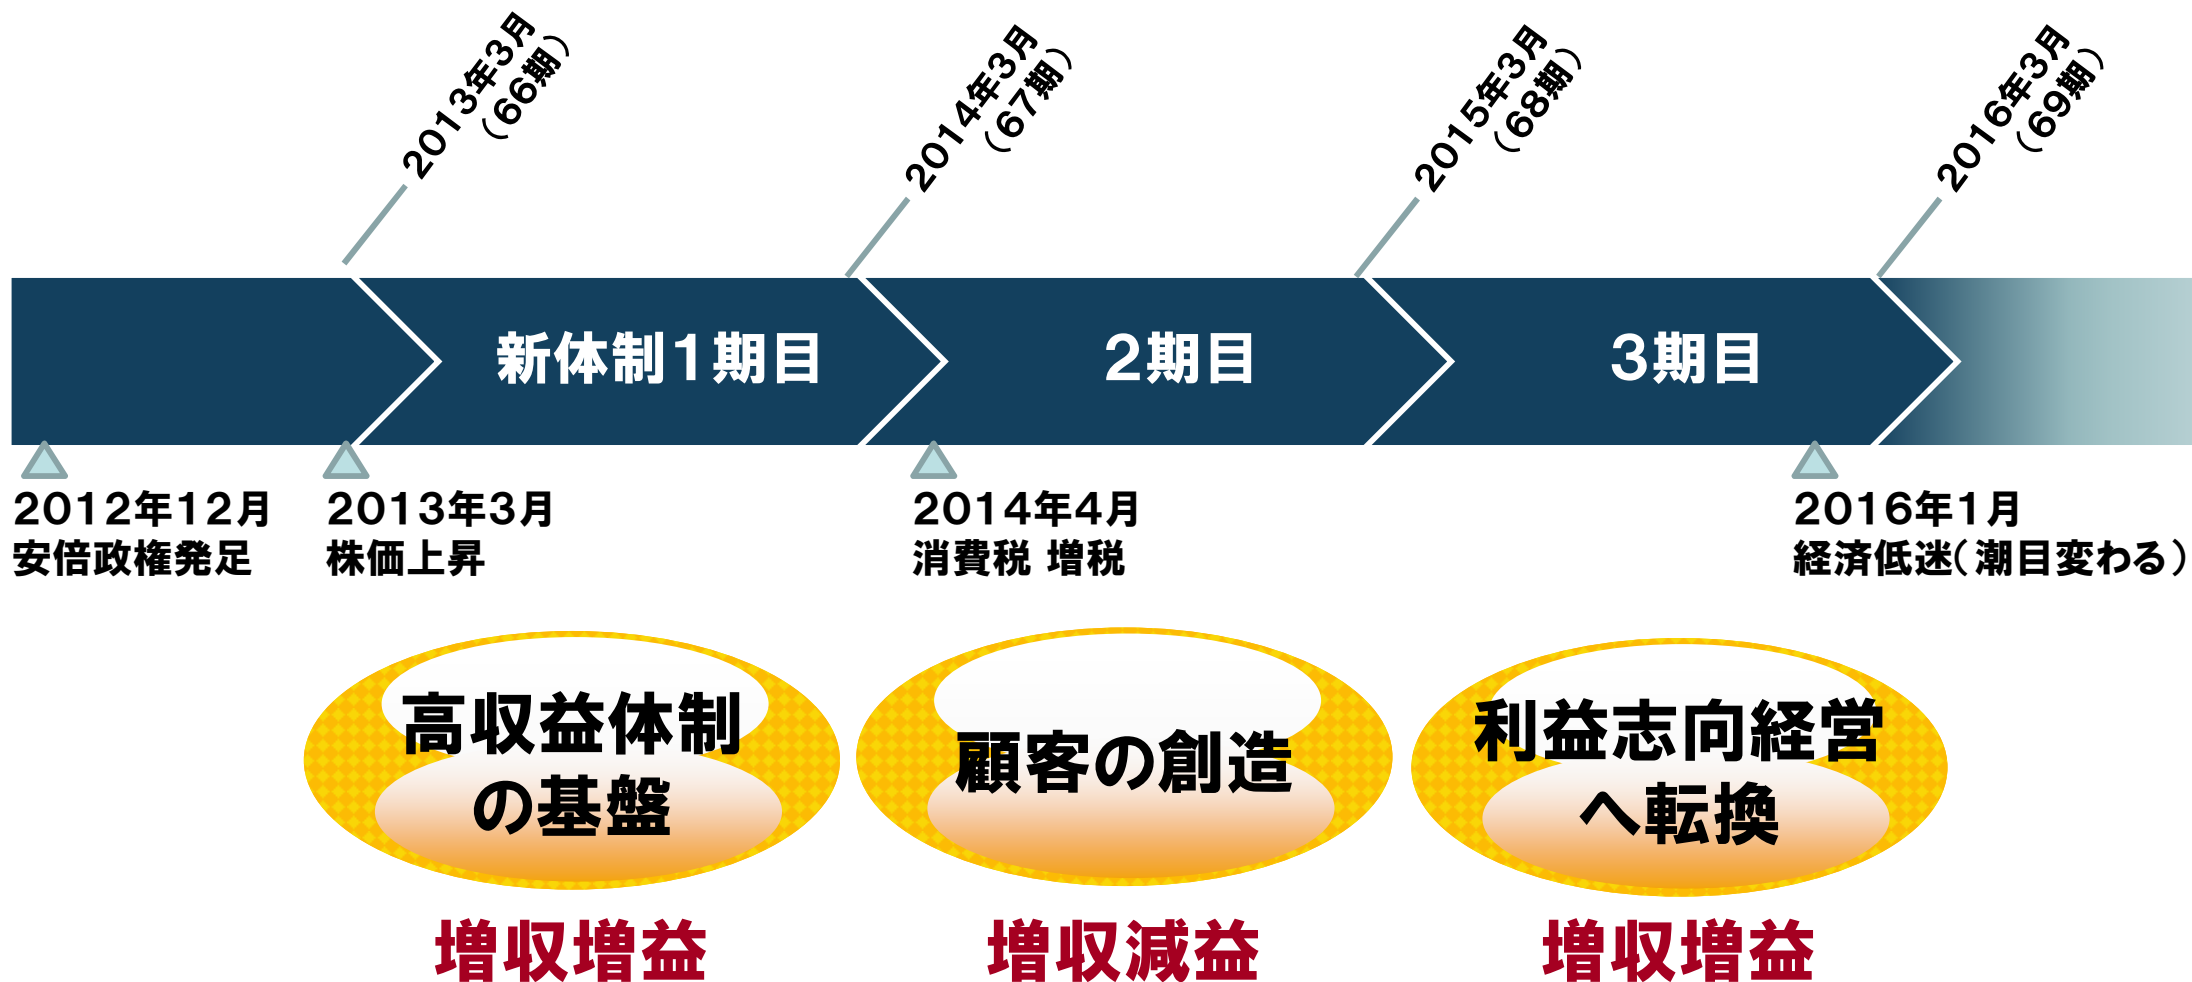 2013年3月
（66期）
2014年3月
（67期）
2015年3月
（68期）
2016年3月
（69期）
新体制1期目
2期目
3期目
2012年12月
安倍政権発足
2013年3月
株価上昇
2014年4月
消費税 増税
2016年1月
経済低迷（潮目変わる）
高収益体制
の基盤
顧客の創造
利益志向経営
へ転換
増収増益
増収減益
増収増益